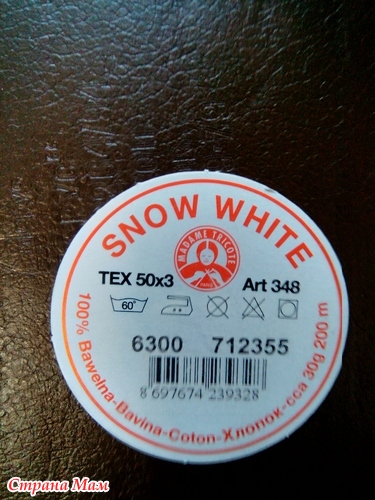 SNOW WHITE
MADAME TRICOTE
PARIS
TEX 50x3
Art 348
60°
6300 712355
8 697674 239328
100% Bawełna-Bavlna-Coton-Хлопок-cca 30g 200 m
Страна Мам